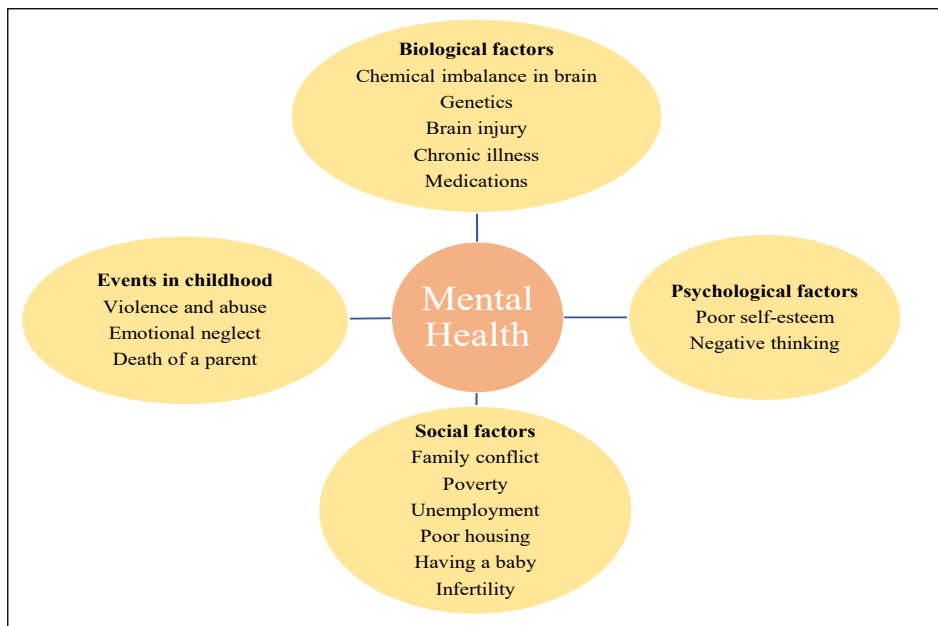 Biological factors
Chemical imbalance in brain
Genetics
Brain injury
Chronic illness
Medications
Events in childhood
Violence and abuse
Emotional neglect
Death of a parent
Mental
Health
Psychological factors
Poor self-esteem
Negative thinking
Social factors
Family conflict
Poverty
Unemployment
Poor housing
Having a baby
Infertility